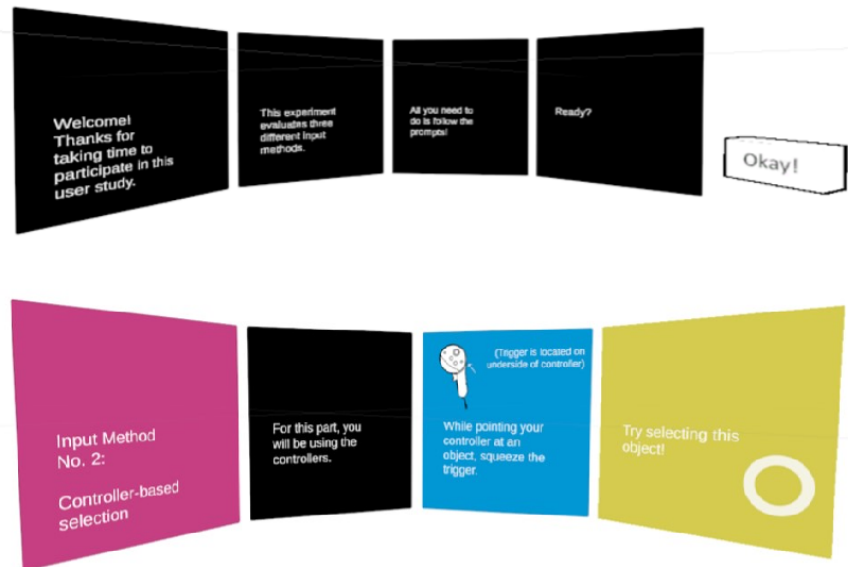 Welcome!
Thanks for
taking time to
participate in this
user study.
This experiment
evaluates three
different input
methods.
All you need to
do is follow the
prompts!
Ready?
Okay!
Input Method
No. 2:
Controller-based
selection
For this part, you
will be using the
controllers.
(Trigger is located on
underside of controller)
While pointing your
controller at an
object, squeeze the
trigger.
Try selecting this
object!